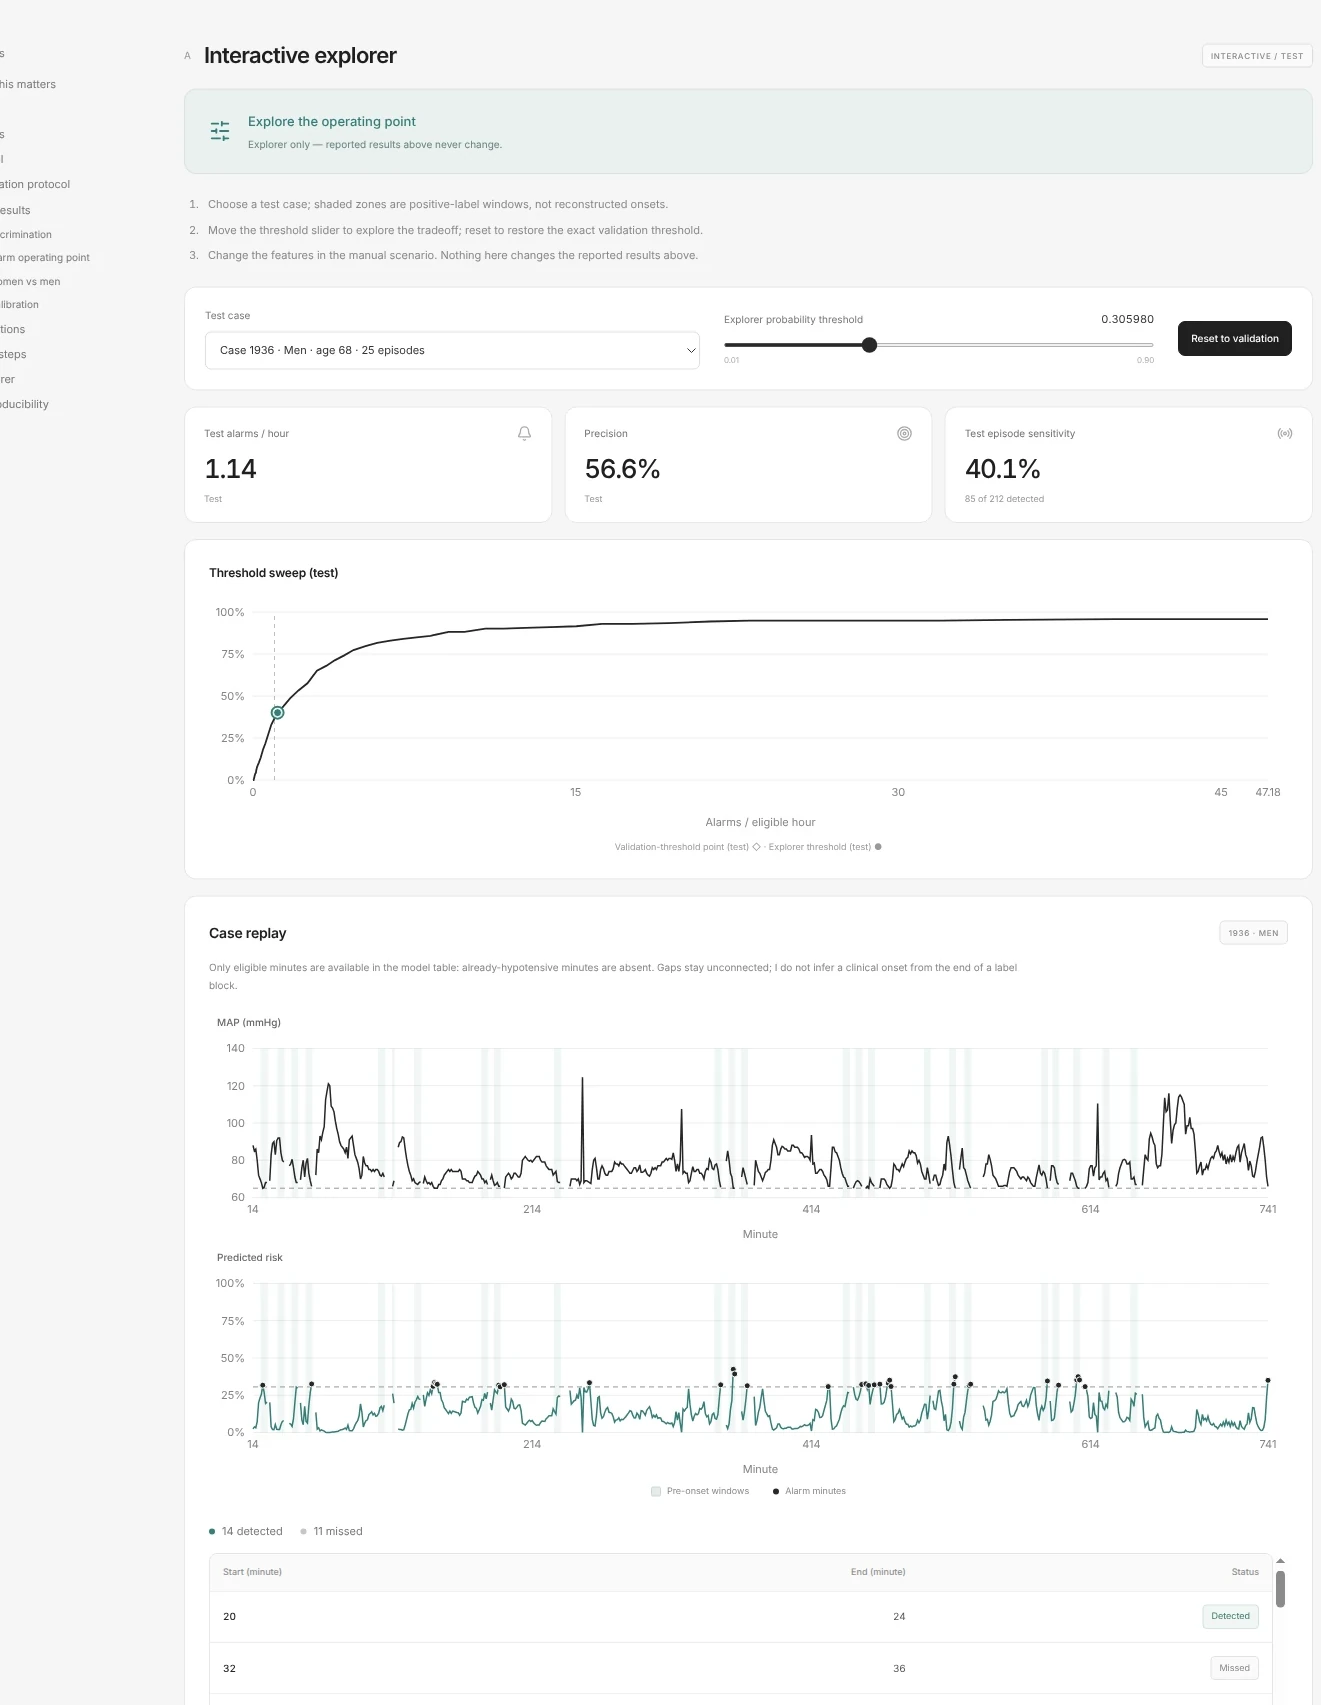 s
his matters
s
l
ation protocol
esults
crimination
arm operating point
omen vs men
libration
tions
steps
rer
oducibility
A Interactive explorer
INTERACTIVE / TEST
Explore the operating point
Explorer only — reported results above never change.
1. Choose a test case; shaded zones are positive-label windows, not reconstructed onsets.
2. Move the threshold slider to explore the tradeoff; reset to restore the exact validation threshold.
3. Change the features in the manual scenario. Nothing here changes the reported results above.
Test case
Case 1936 · Men · age 68 · 25 episodes
Explorer probability threshold 0.305980
0.01 0.90
Reset to validation
Test alarms / hour
1.14
Test
Precision
56.6%
Test
Test episode sensitivity
40.1%
85 of 212 detected
Threshold sweep (test)
100%
75%
50%
25%
0%
0 15 30 45 47.18
Alarms / eligible hour
Validation-threshold point (test) ◇ · Explorer threshold (test) ●
Case replay
1936 · MEN
Only eligible minutes are available in the model table: already-hypotensive minutes are absent. Gaps stay unconnected; I do not infer a clinical onset from the end of a label
block.
MAP (mmHg)
140
120
100
80
60
14 214 414 614 741
Minute
Predicted risk
100%
75%
50%
25%
0%
14 214 414 614 741
Minute
Pre-onset windows Alarm minutes
14 detected 11 missed
Start (minute) End (minute) Status
20 24 Detected
32 36 Missed